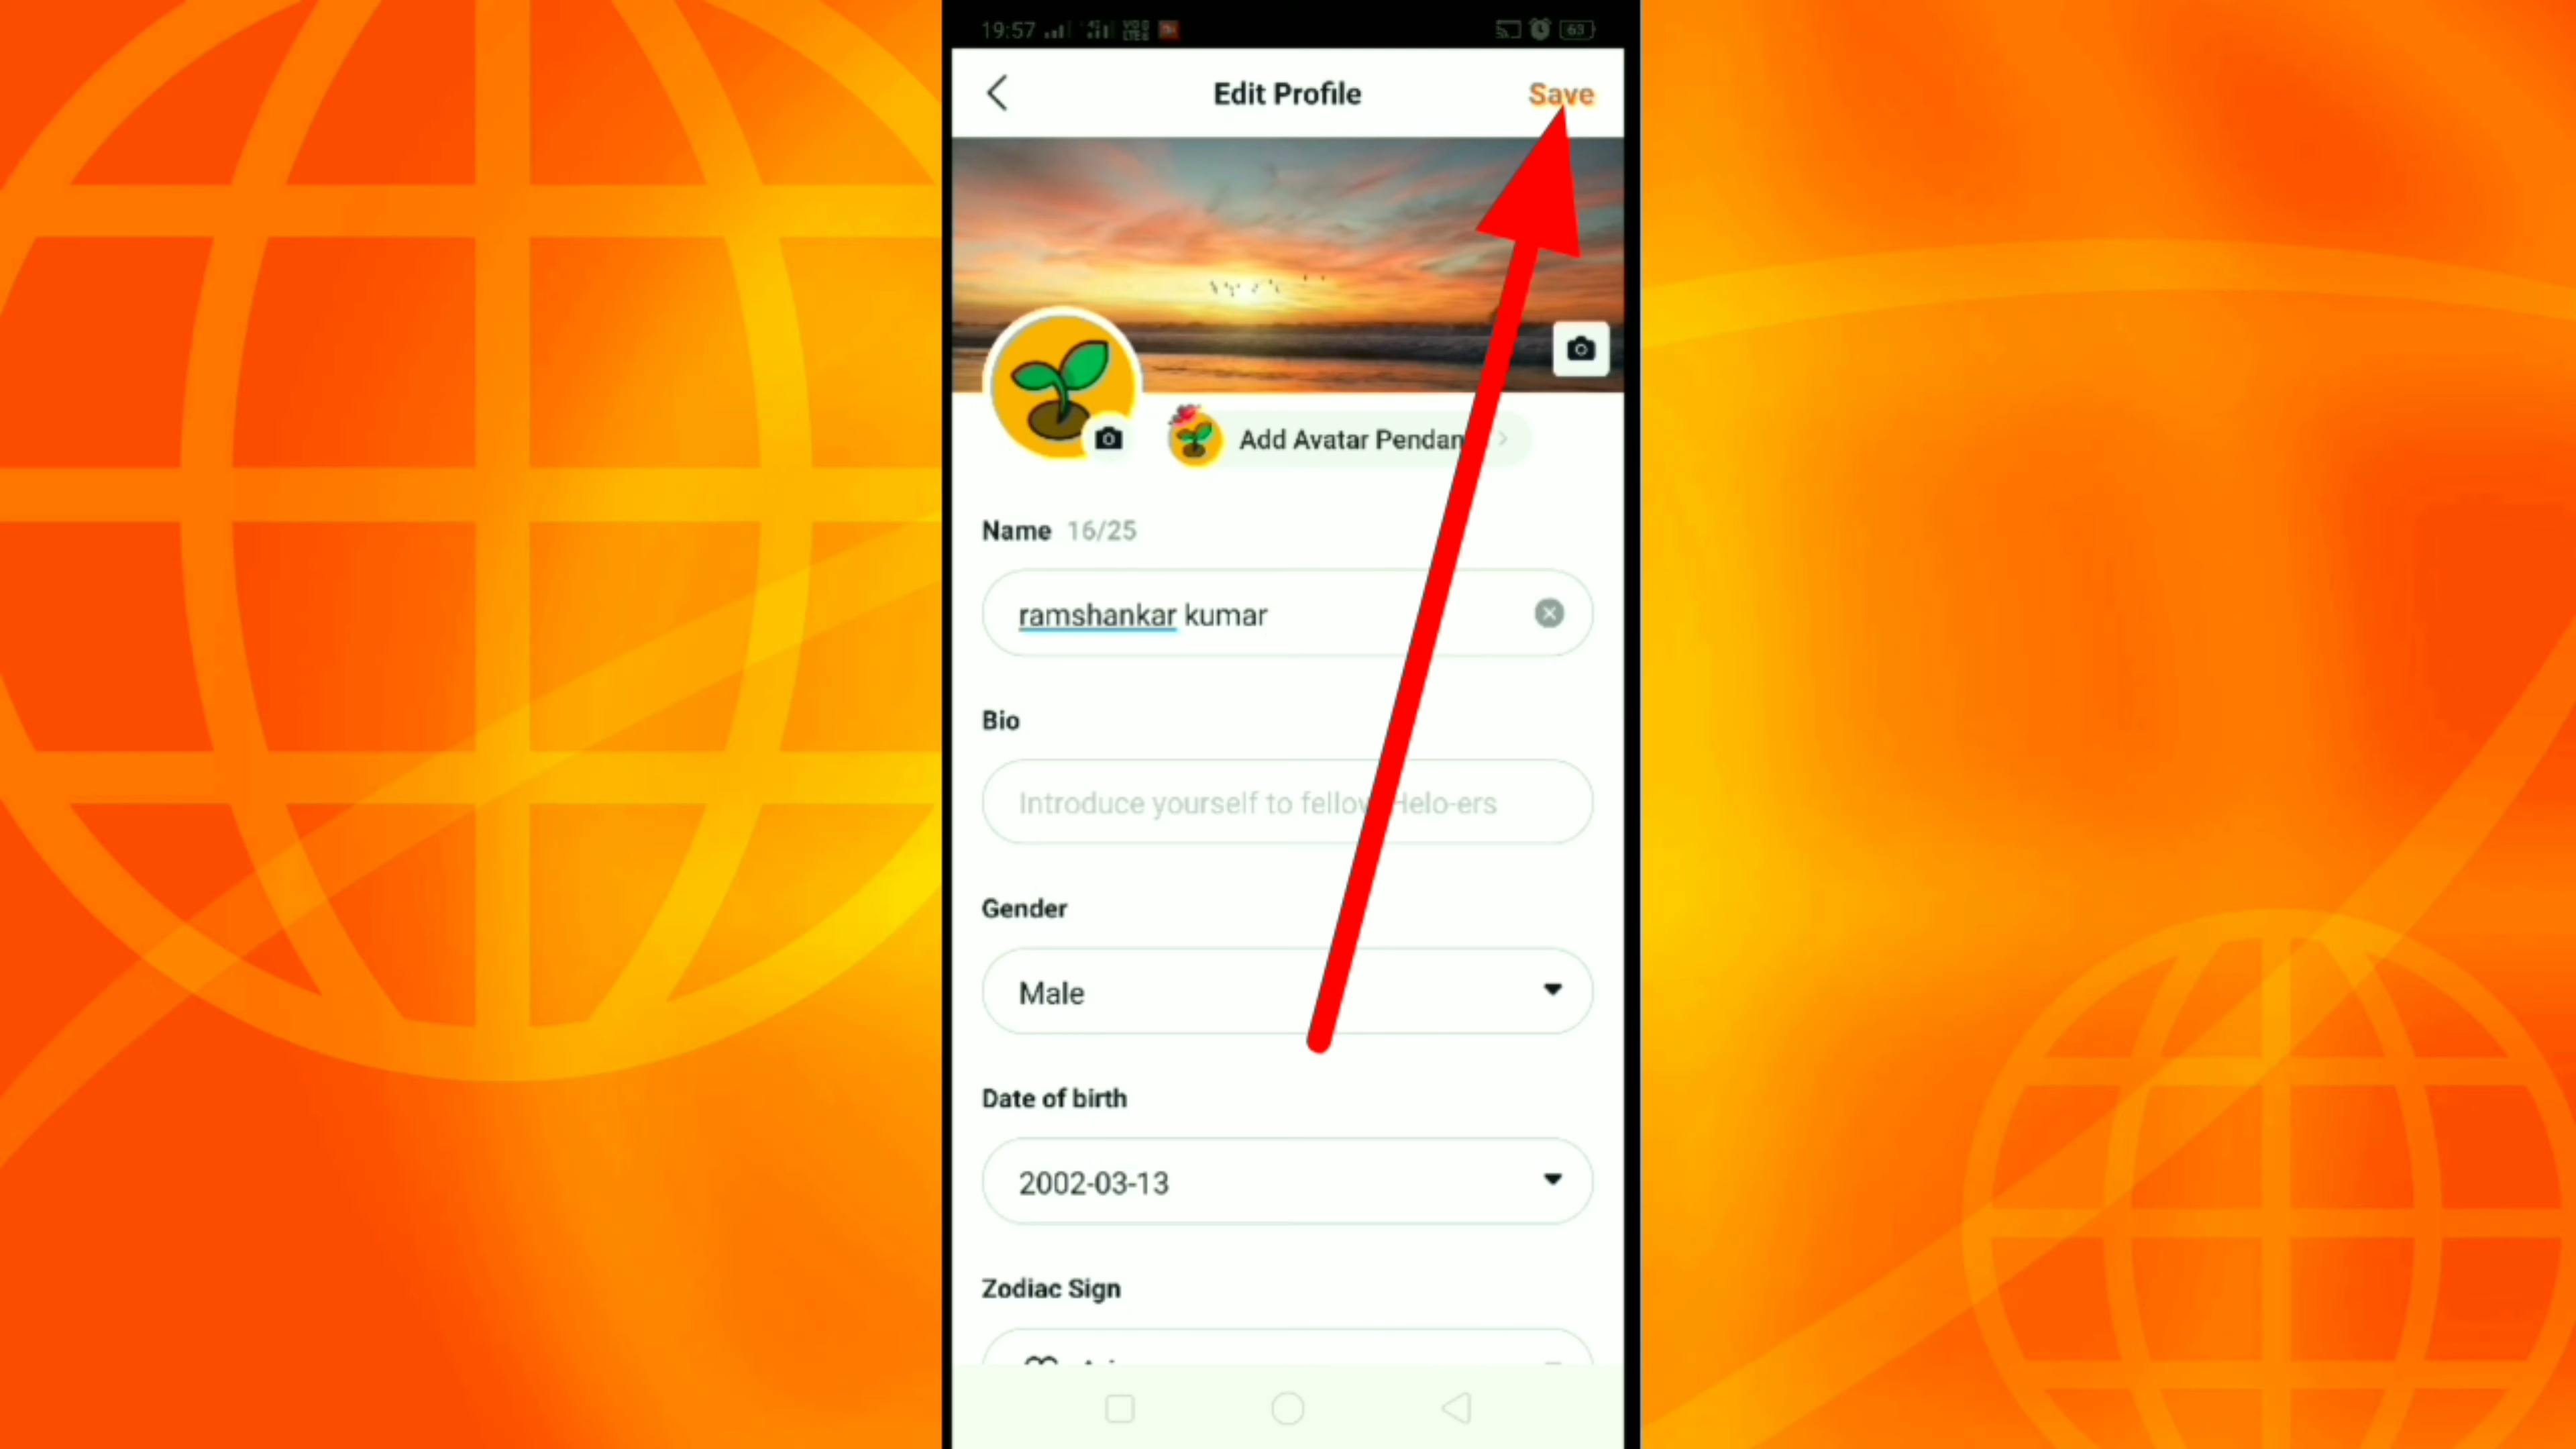 19:57
63
Edit Profile
Save
Add Avatar Pendan
Name 16/25
ramshankar kumar
Bio
Introduce yourself to fellow Helo-ers
Gender
Male
Date of birth
2002-03-13
Zodiac Sign